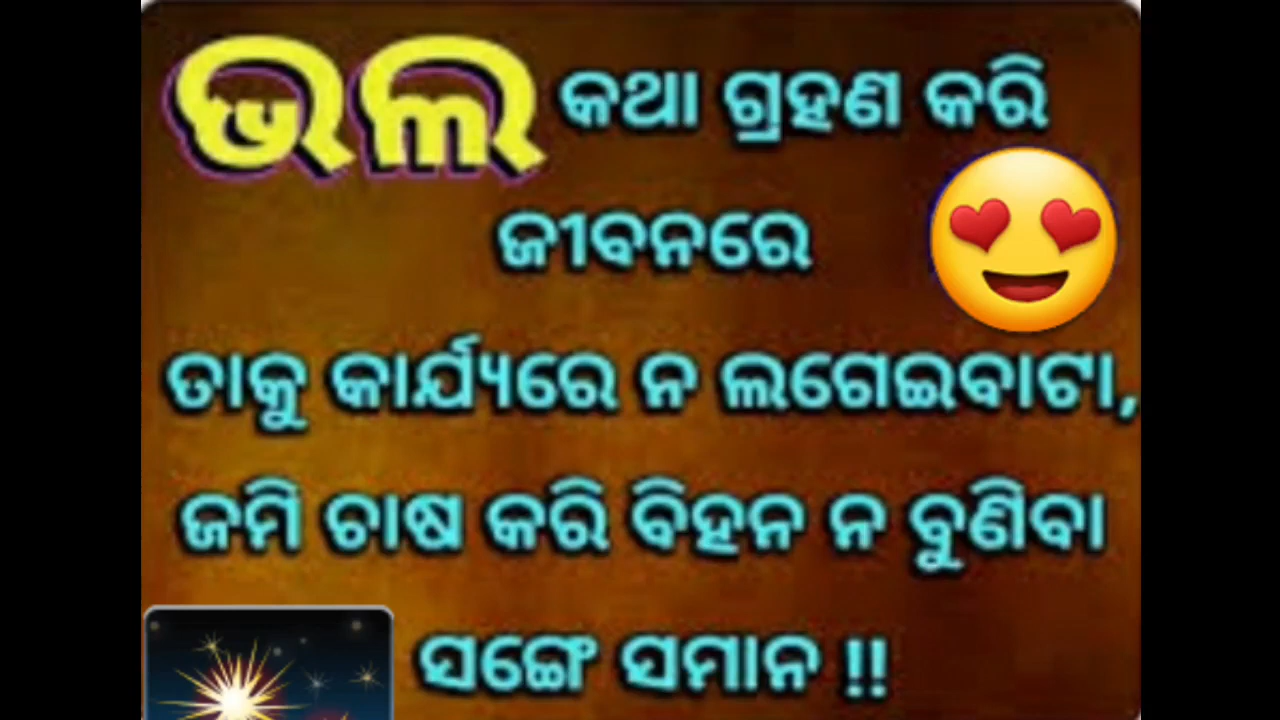 ଭଲ କଥା ଗ୍ରହଣ କରି
ଜୀବନରେ
ତାକୁ କାର୍ଯ୍ୟରେ ନ ଲଗେଇବାଟା,
ଜମି ଚାଷ କରି ବିହନ ନ ବୁଣିବା
ସଙ୍ଗେ ସମାନ !!